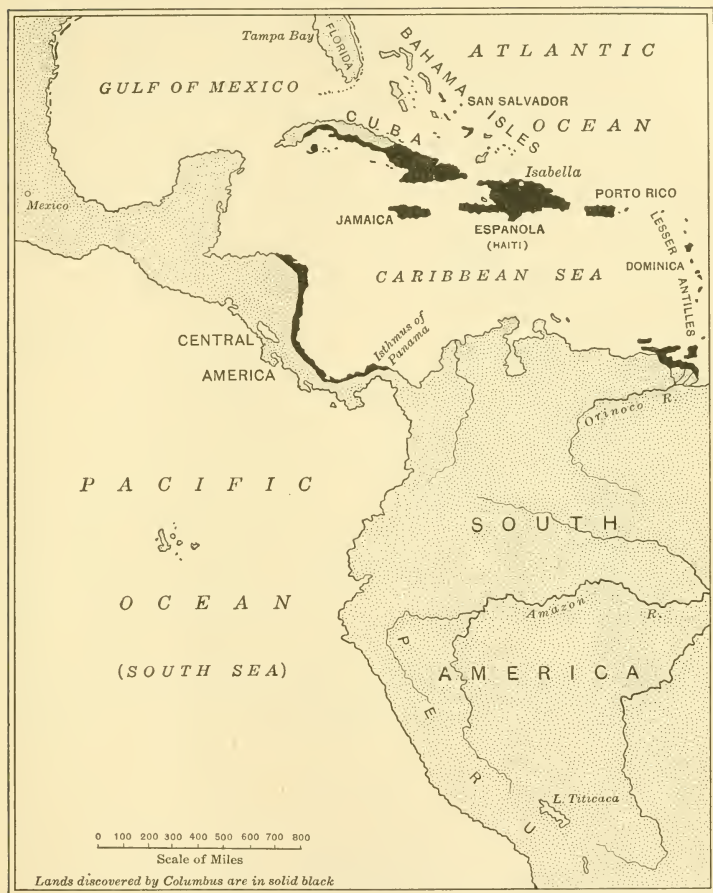 Tampa Bay
FLORIDA
BAHAMA ISLES
ATLANTIC
OCEAN
GULF OF MEXICO
SAN SALVADOR
CUBA
Isabella
Mexico
JAMAICA
ESPANOLA
(HAITI)
PORTO RICO
LESSER ANTILLES
DOMINICA
CARIBBEAN SEA
CENTRAL
AMERICA
Isthmus of
Panama
Orinoco R.
PACIFIC
OCEAN
(SOUTH SEA)
SOUTH
AMERICA
Amazon R.
PERU
L. Titicaca
0 100 200 300 400 500 600 700 800
Scale of Miles
Lands discovered by Columbus are in solid black